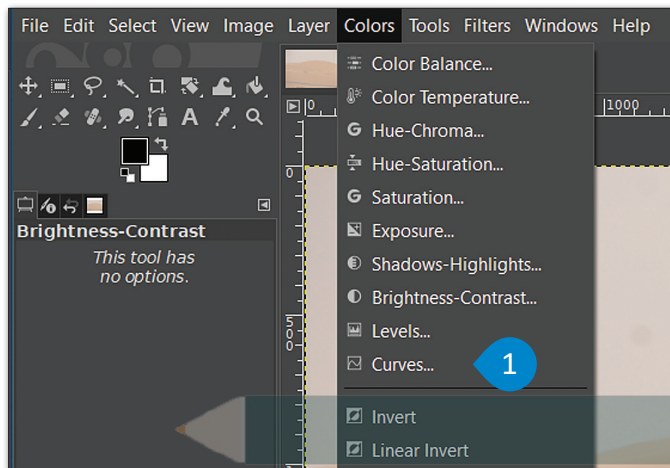 File Edit Select View Image Layer Colors Tools Filters Windows Help
Color Balance...
Color Temperature...
0
1000
Hue-Chroma...
A
Hue-Saturation...
0
Saturation...
Brightness-Contrast
Exposure...
This tool has
no options.
Shadows-Highlights...
Brightness-Contrast...
500
Levels...
Curves...
1
Invert
Linear Invert